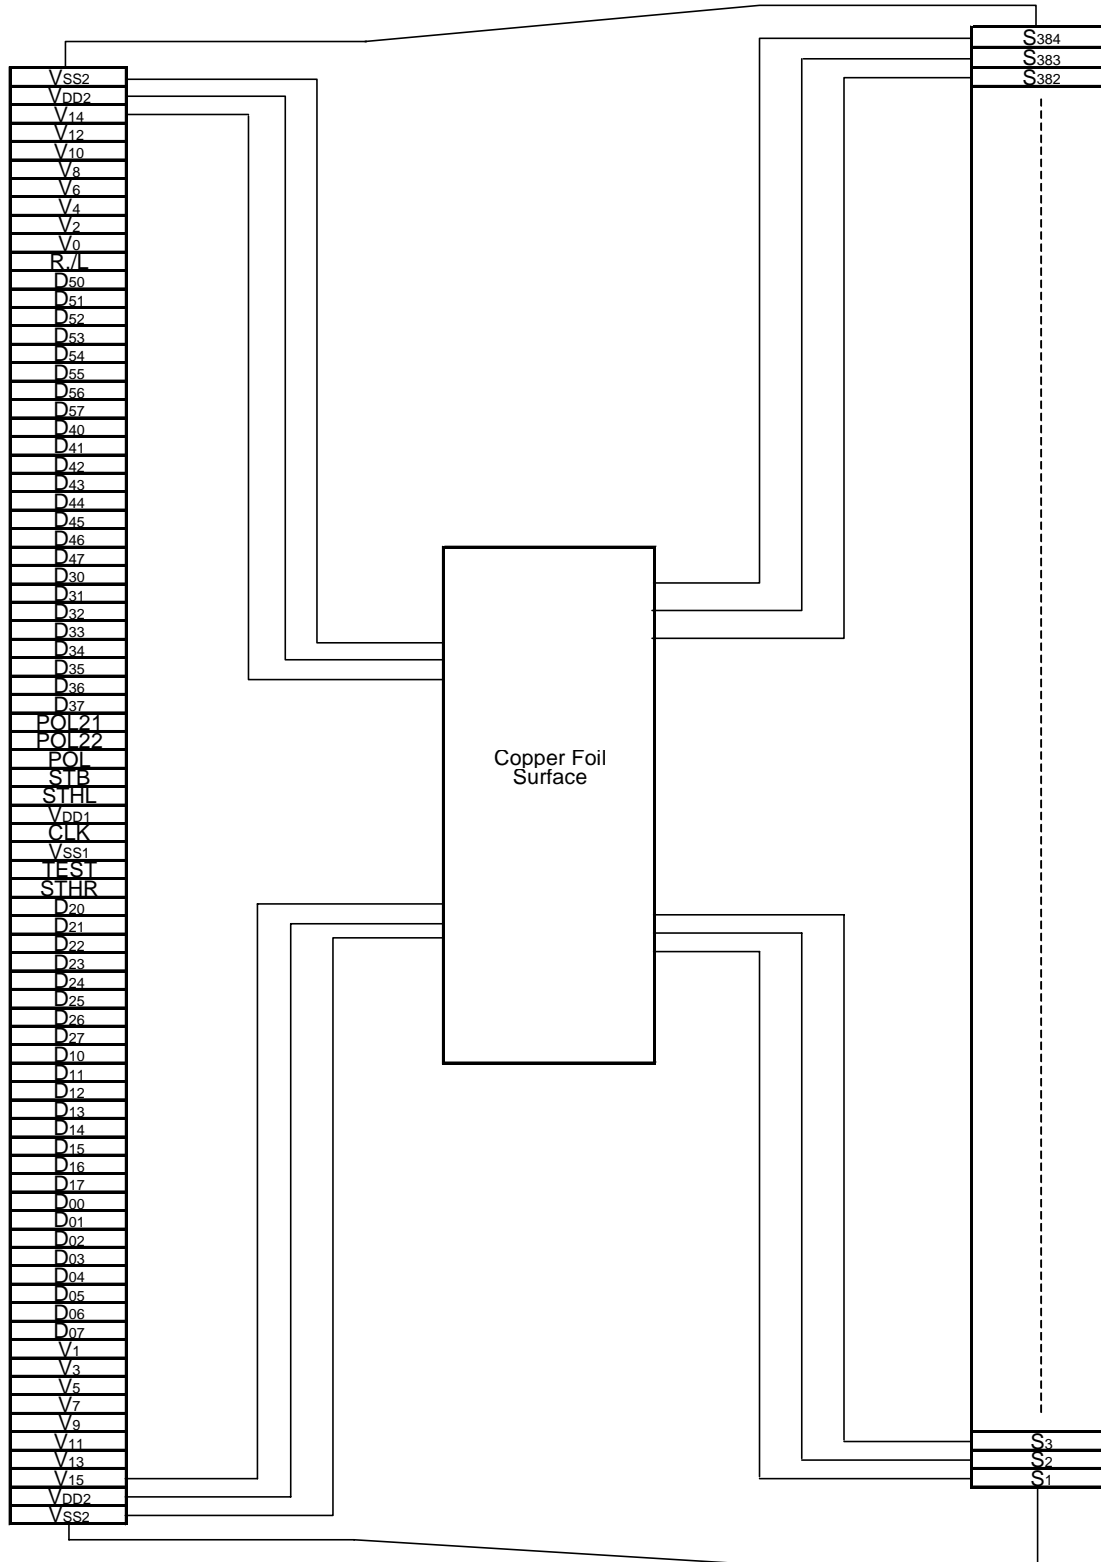 VSS2
VDD2
V14
V12
V10
V8
V6
V4
V2
V0
R./L
D50
D51
D52
D53
D54
D55
D56
D57
D40
D41
D42
D43
D44
D45
D46
D47
D30
D31
D32
D33
D34
D35
D36
D37
POL21
POL22
POL
STB
STHL
VDD1
CLK
VSS1
TEST
STHR
D20
D21
D22
D23
D24
D25
D26
D27
D10
D11
D12
D13
D14
D15
D16
D17
D00
D01
D02
D03
D04
D05
D06
D07
V1
V3
V5
V7
V9
V11
V13
V15
VDD2
VSS2
Copper Foil
Surface
S384
S383
S382
S3
S2
S1